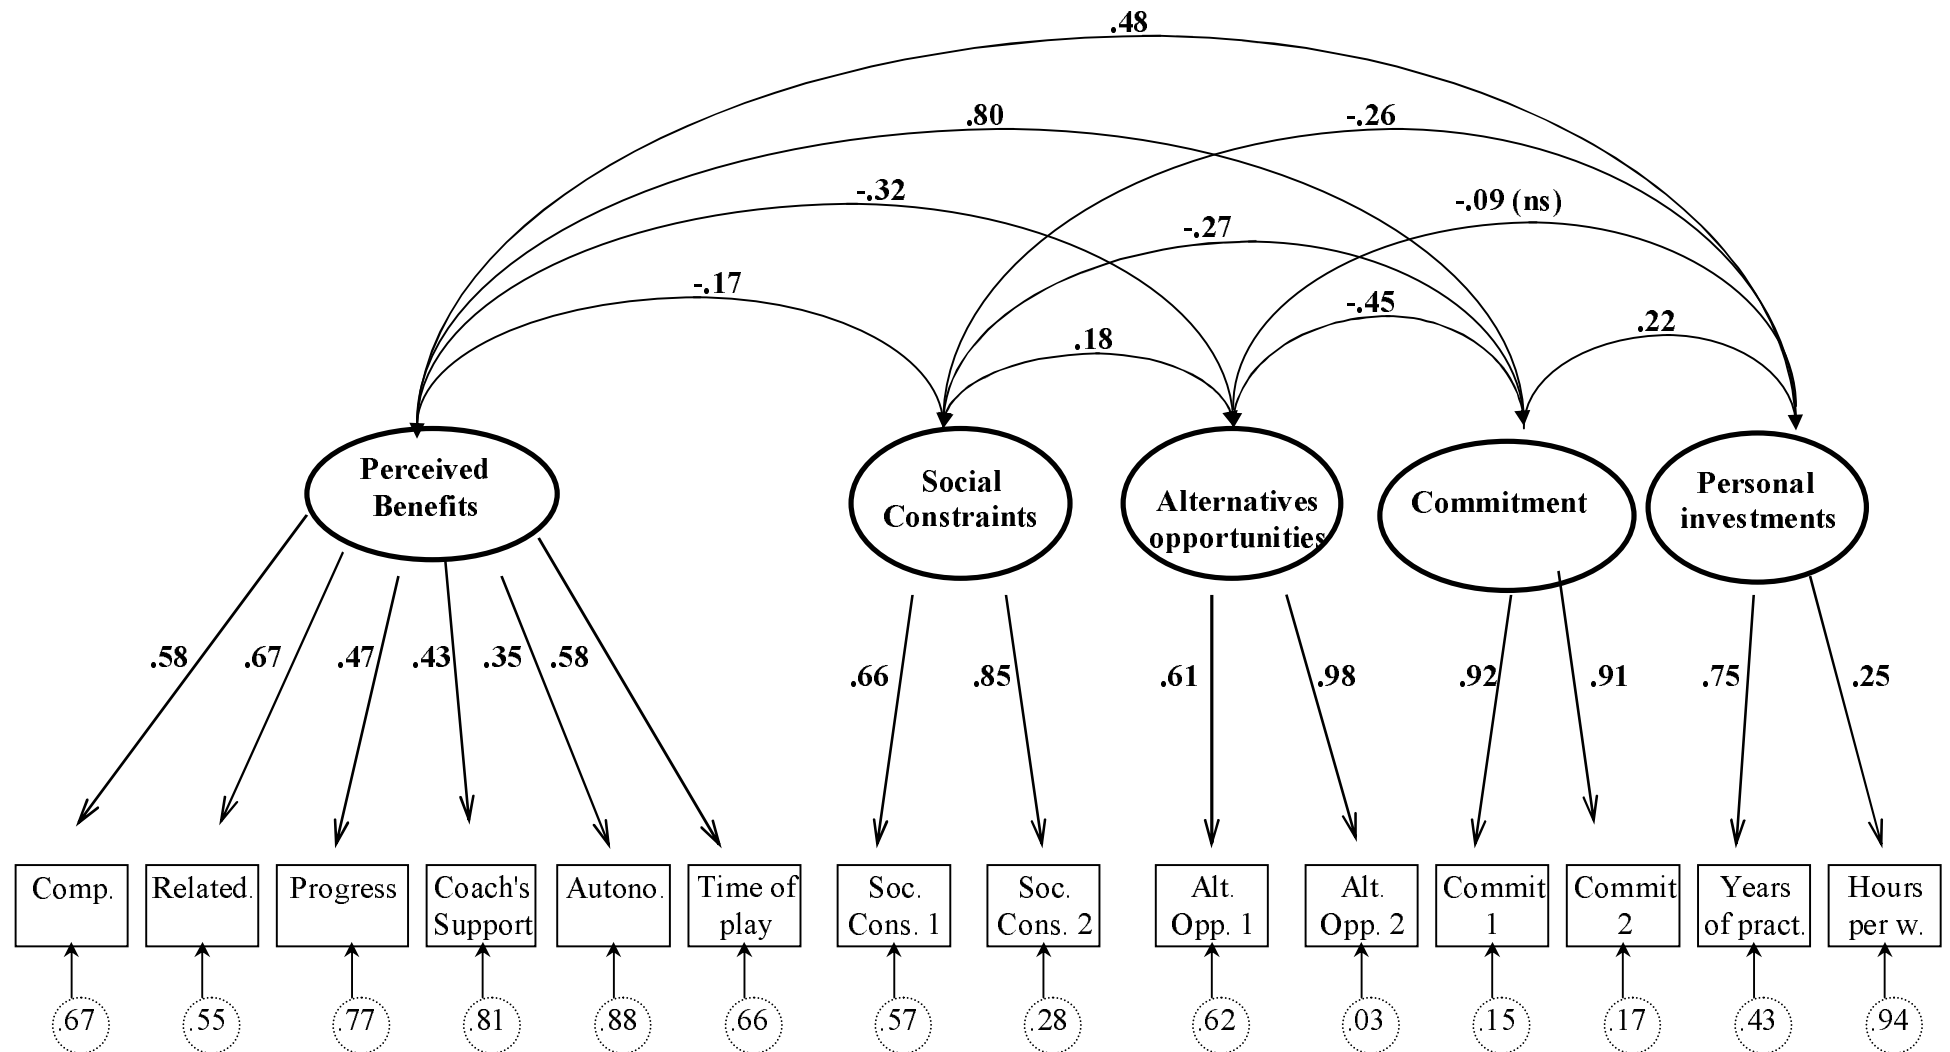 .48
.80
-.26
-.32
-.09 (ns)
-.27
-.17
-.45
.22
.18
Perceived
Benefits
Social
Constraints
Alternatives
opportunities
Commitment
Personal
investments
.58
.67
.47
.43
.35
.58
.66
.85
.61
.98
.92
.91
.75
.25
Comp.
Related.
Progress
Coach's
Support
Autono.
Time of
play
Soc.
Cons. 1
Soc.
Cons. 2
Alt.
Opp. 1
Alt.
Opp. 2
Commit
1
Commit
2
Years
of pract.
Hours
per w.
.67
.55
.77
.81
.88
.66
.57
.28
.62
.03
.15
.17
.43
.94